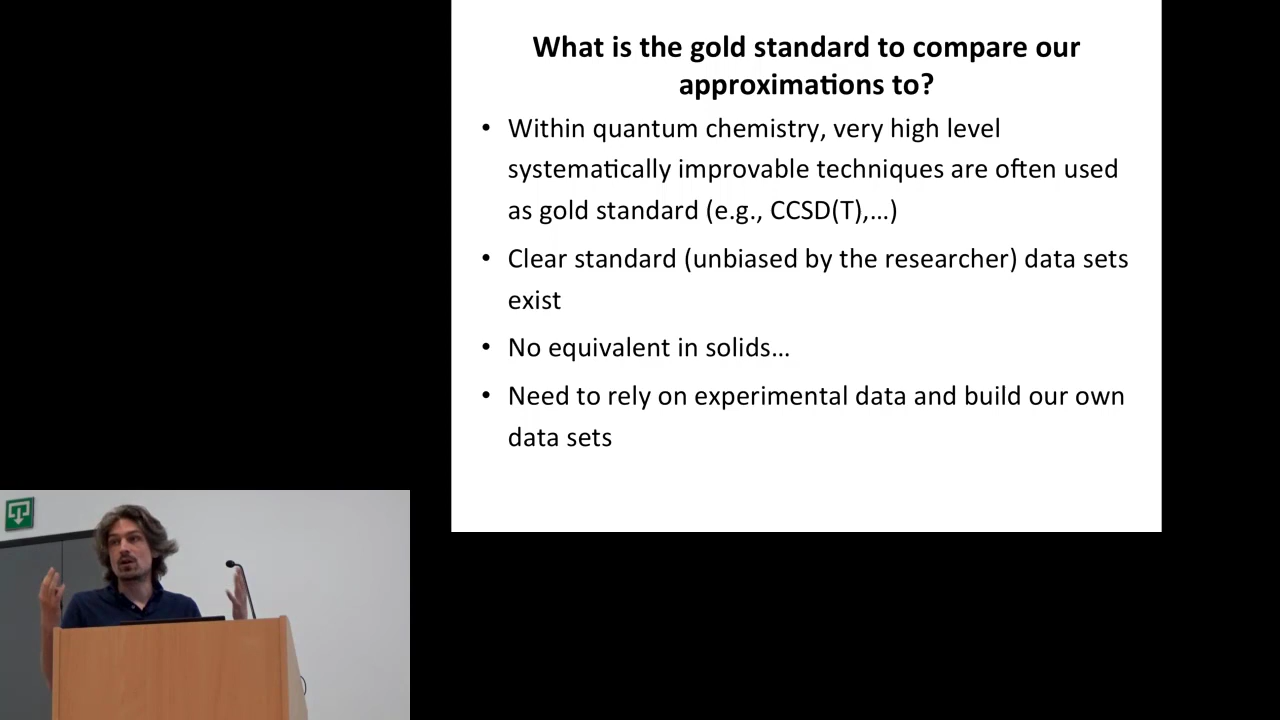 What is the gold standard to compare our
approximations to?
• Within quantum chemistry, very high level
systematically improvable techniques are often used
as gold standard (e.g., CCSD(T),…)
• Clear standard (unbiased by the researcher) data sets
exist
• No equivalent in solids…
• Need to rely on experimental data and build our own
data sets